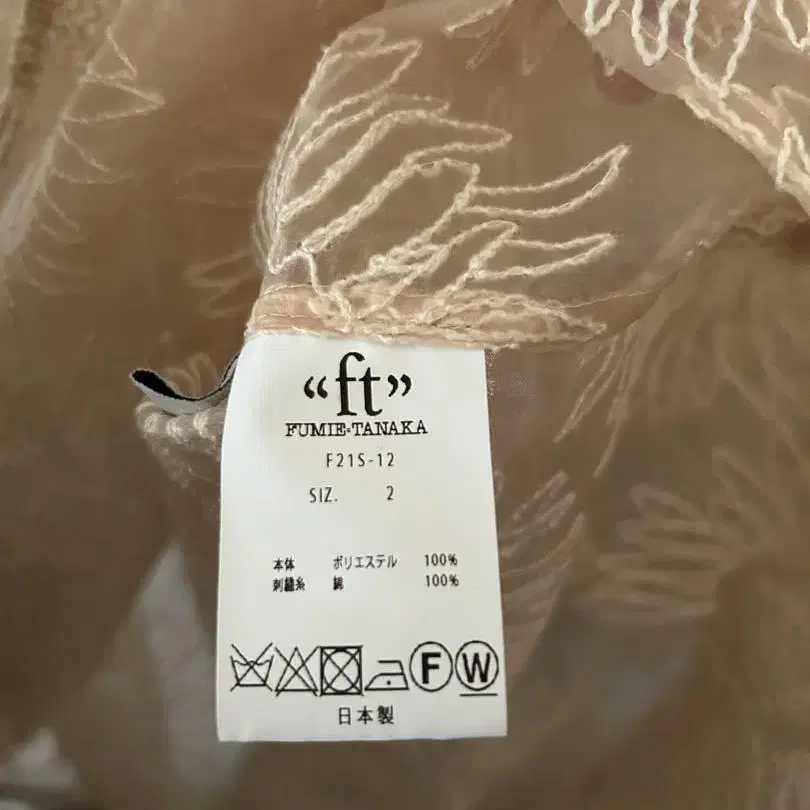 “ft”
FUMIE=TANAKA
F21S-12
SIZ. 2
本体 ポリエステル 100%
刺繍糸 綿 100%
F W
日本製